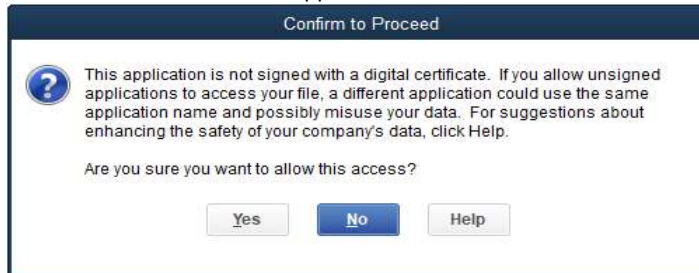 Confirm to Proceed
This application is not signed with a digital certificate. If you allow unsigned
applications to access your file, a different application could use the same
application name and possibly misuse your data. For suggestions about
enhancing the safety of your company's data, click Help.
Are you sure you want to allow this access?
Yes No Help